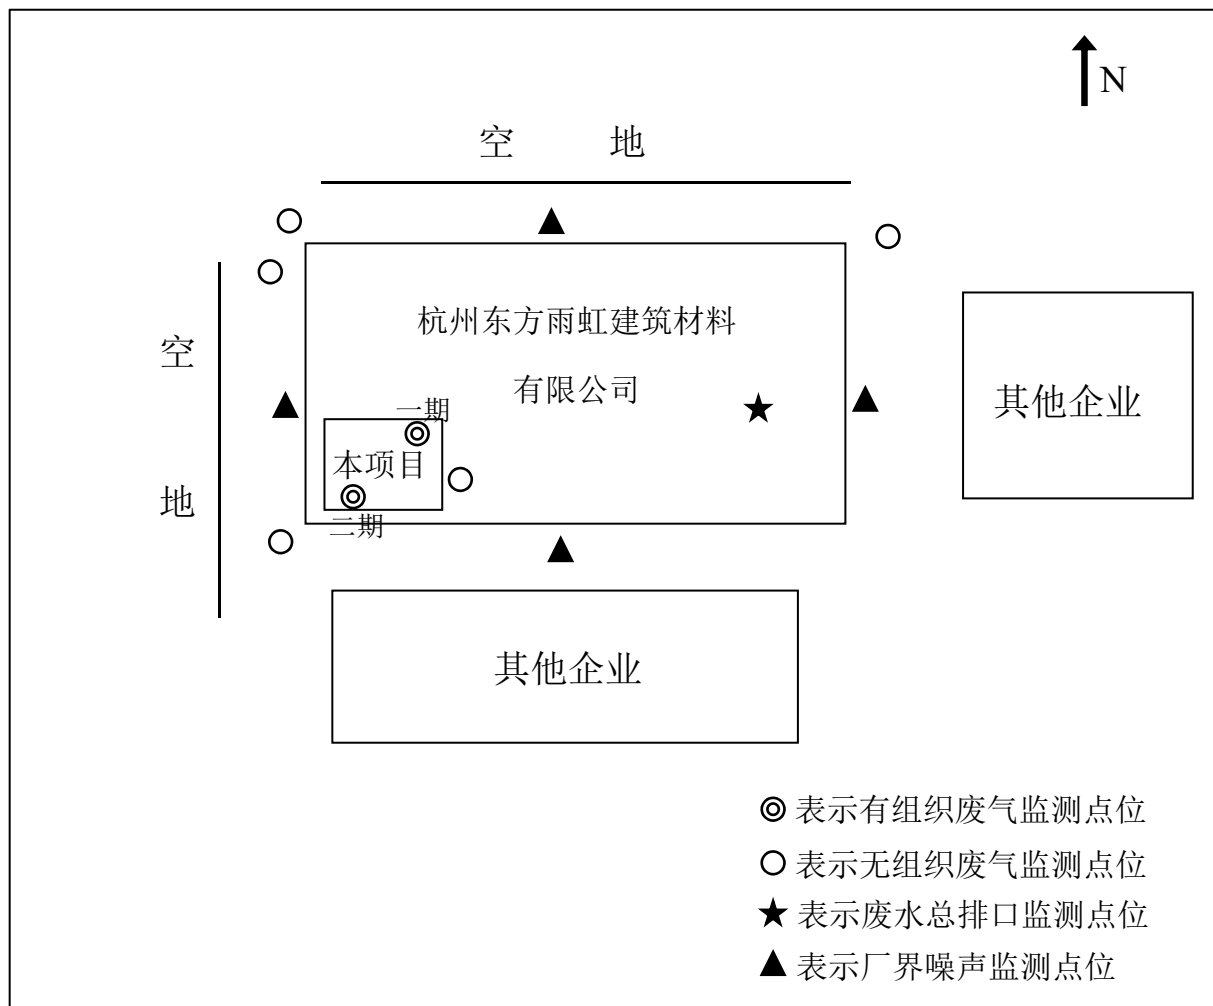 N
空 地
杭州东方雨虹建筑材料
有限公司
空
地
其他企业
一期
本项目
二期
其他企业
表示有组织废气监测点位
表示无组织废气监测点位
表示废水总排口监测点位
表示厂界噪声监测点位